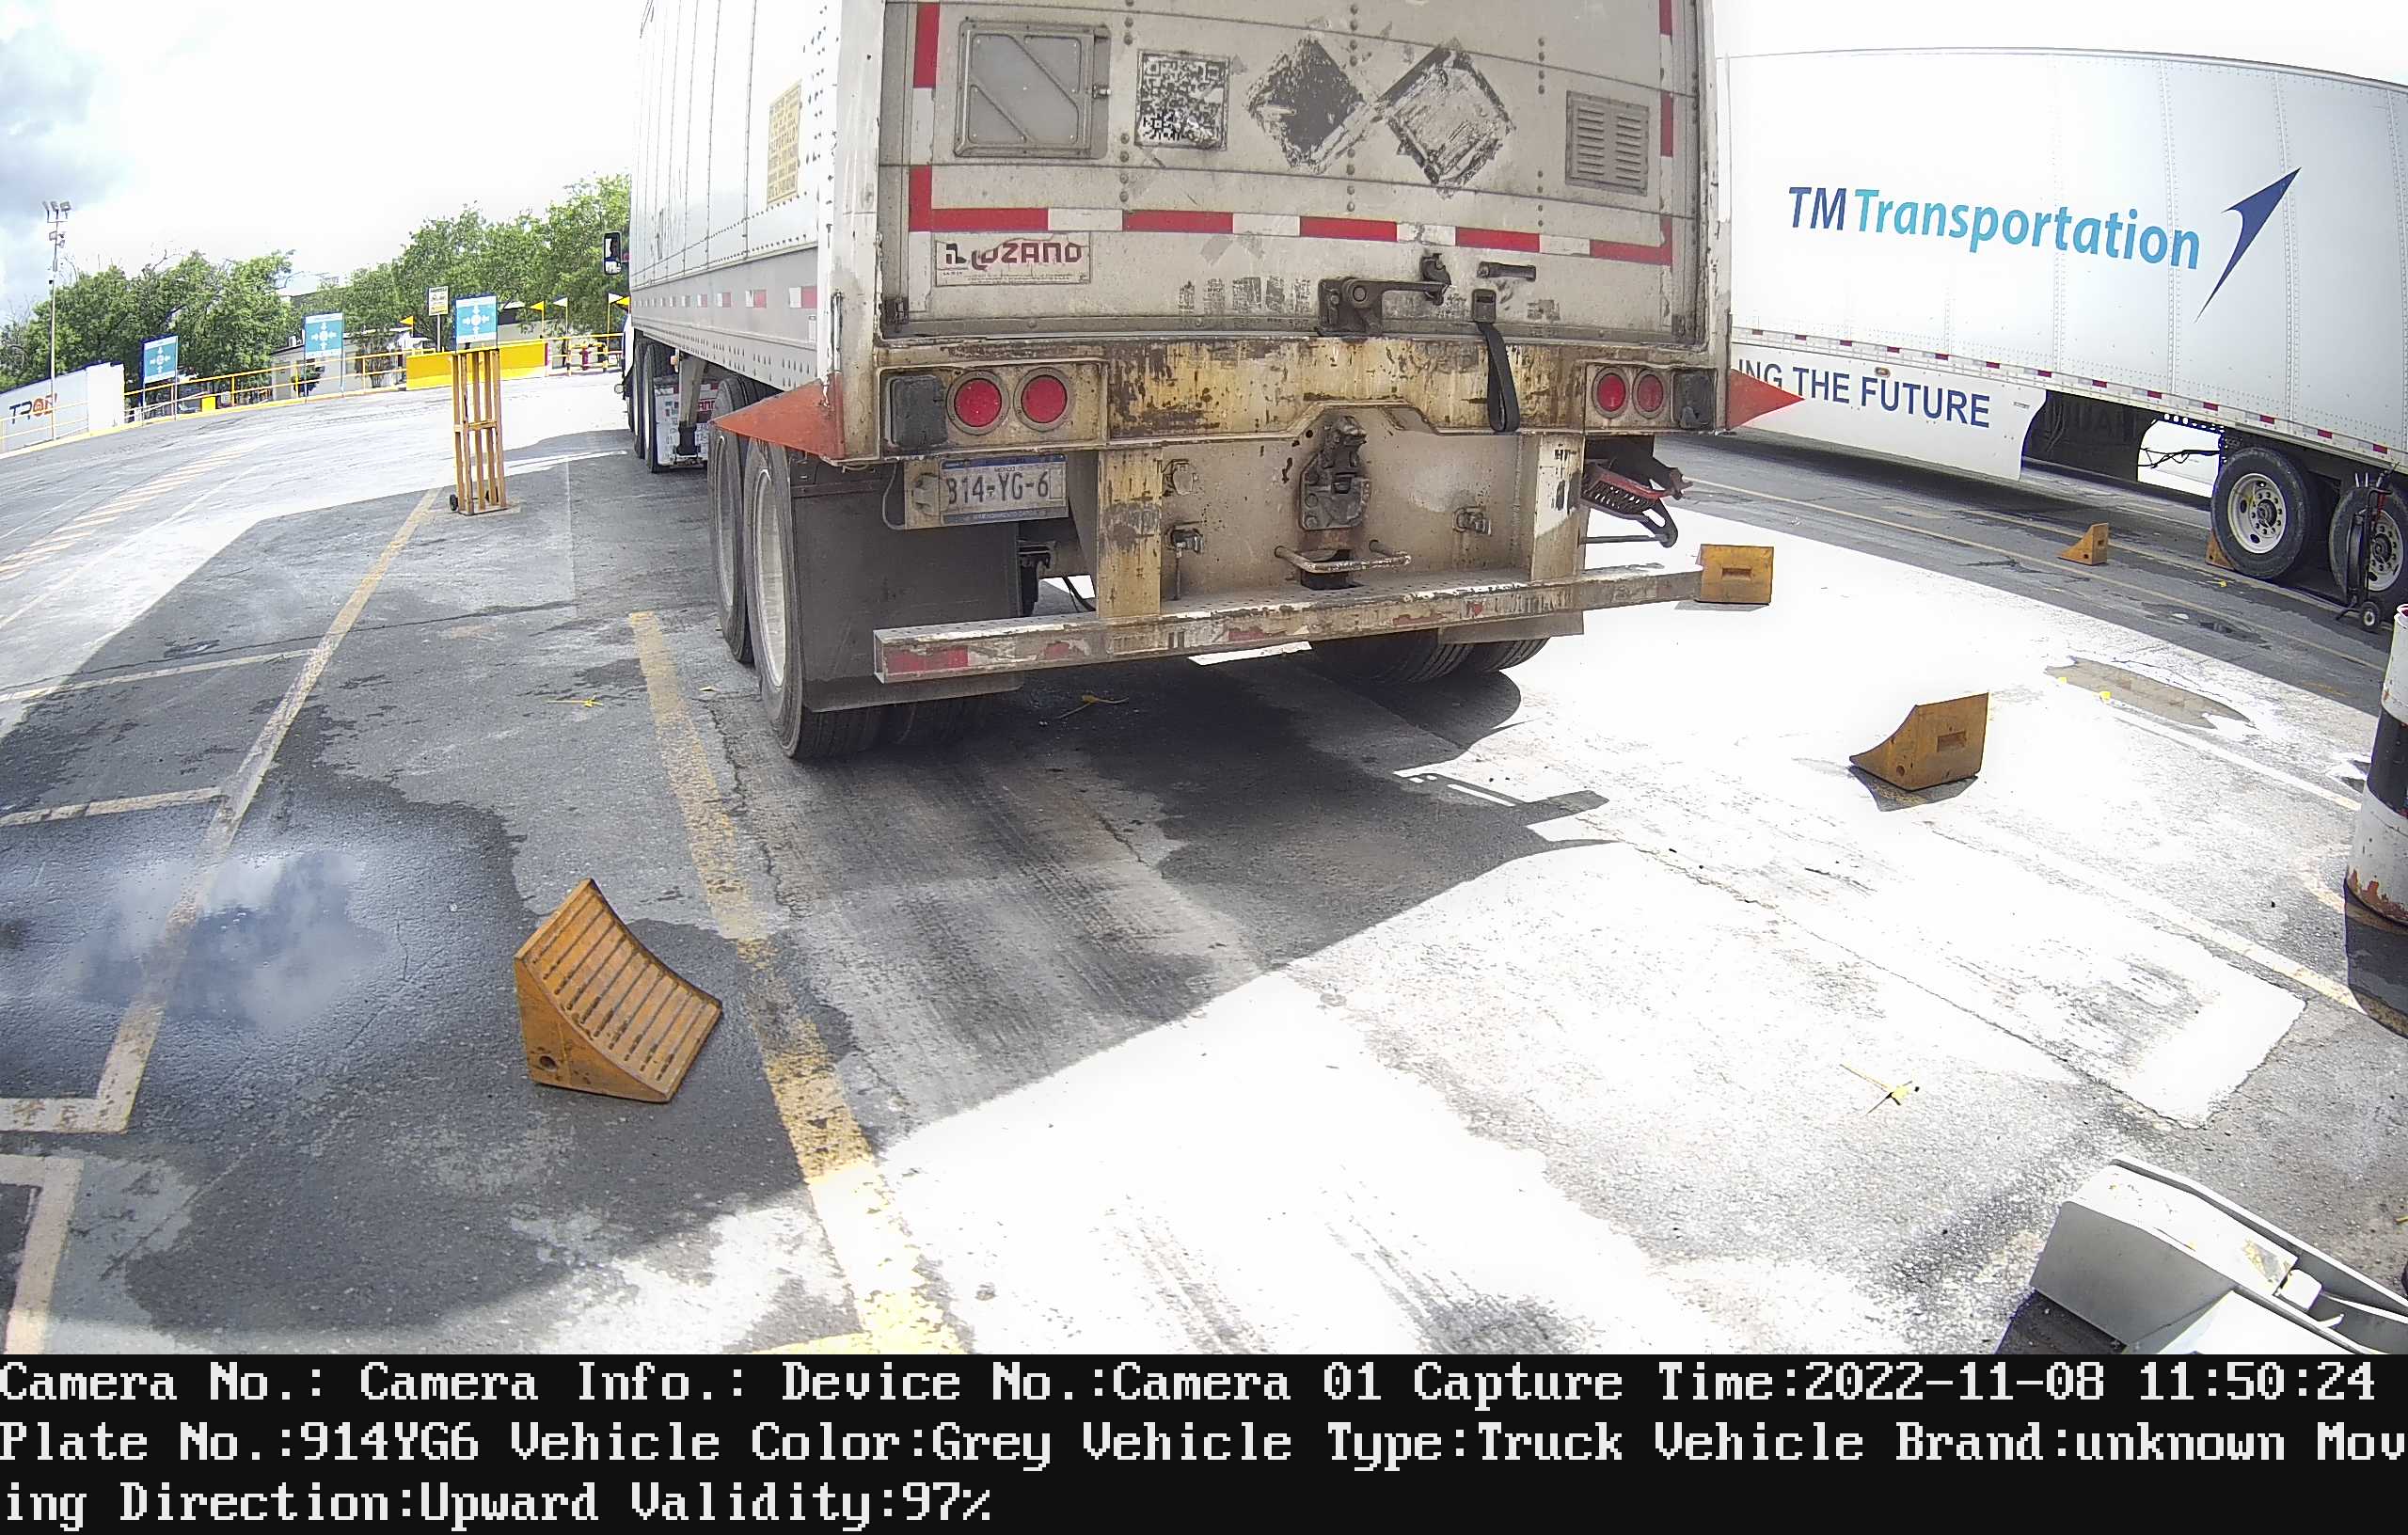 TM Transportation
LOZANO
ING THE FUTURE
TRON
814-YG-6
Camera No.: Camera Info.: Device No.:Camera 01 Capture Time:2022-11-08 11:50:24
Plate No.:914YG6 Vehicle Color:Grey Vehicle Type:Truck Vehicle Brand:unknown Mov
ing Direction:Upward Validity:97%